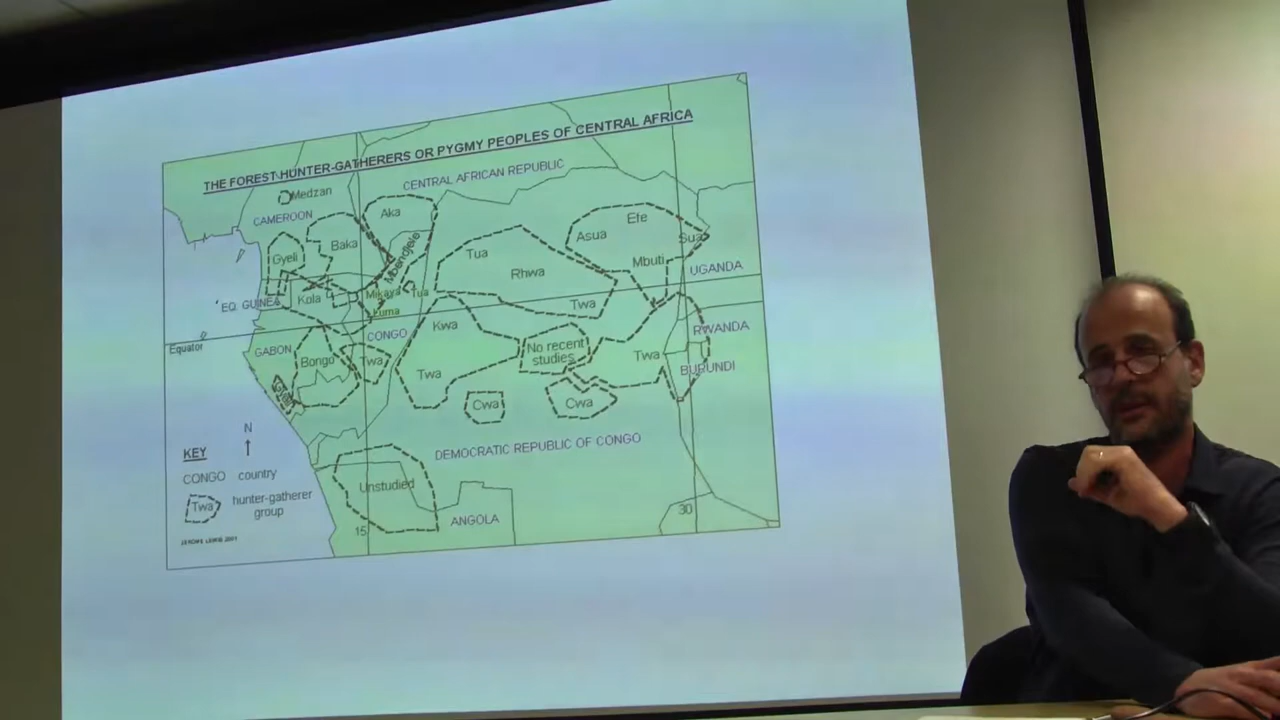 THE FOREST HUNTER-GATHERERS OR PYGMY PEOPLES OF CENTRAL AFRICA
Medzan
CENTRAL AFRICAN REPUBLIC
CAMEROON
Aka
Efe
Baka
Asua
Sua
Gyeli
Mbendjele
Tua
Rhwa
Mbuti
UGANDA
EQ. GUINEA
Kola
Mikaya
Tua
Luma
Twa
Kwa
RWANDA
Equator
GABON
CONGO
Bongo
Twa
No recent
studies
Twa
BURUNDI
Twa
Cwa
Cwa
N
KEY
DEMOCRATIC REPUBLIC OF CONGO
CONGO country
Unstudied
Twa hunter-gatherer
group
ANGOLA
15
30
JEROME LEWIS 2001